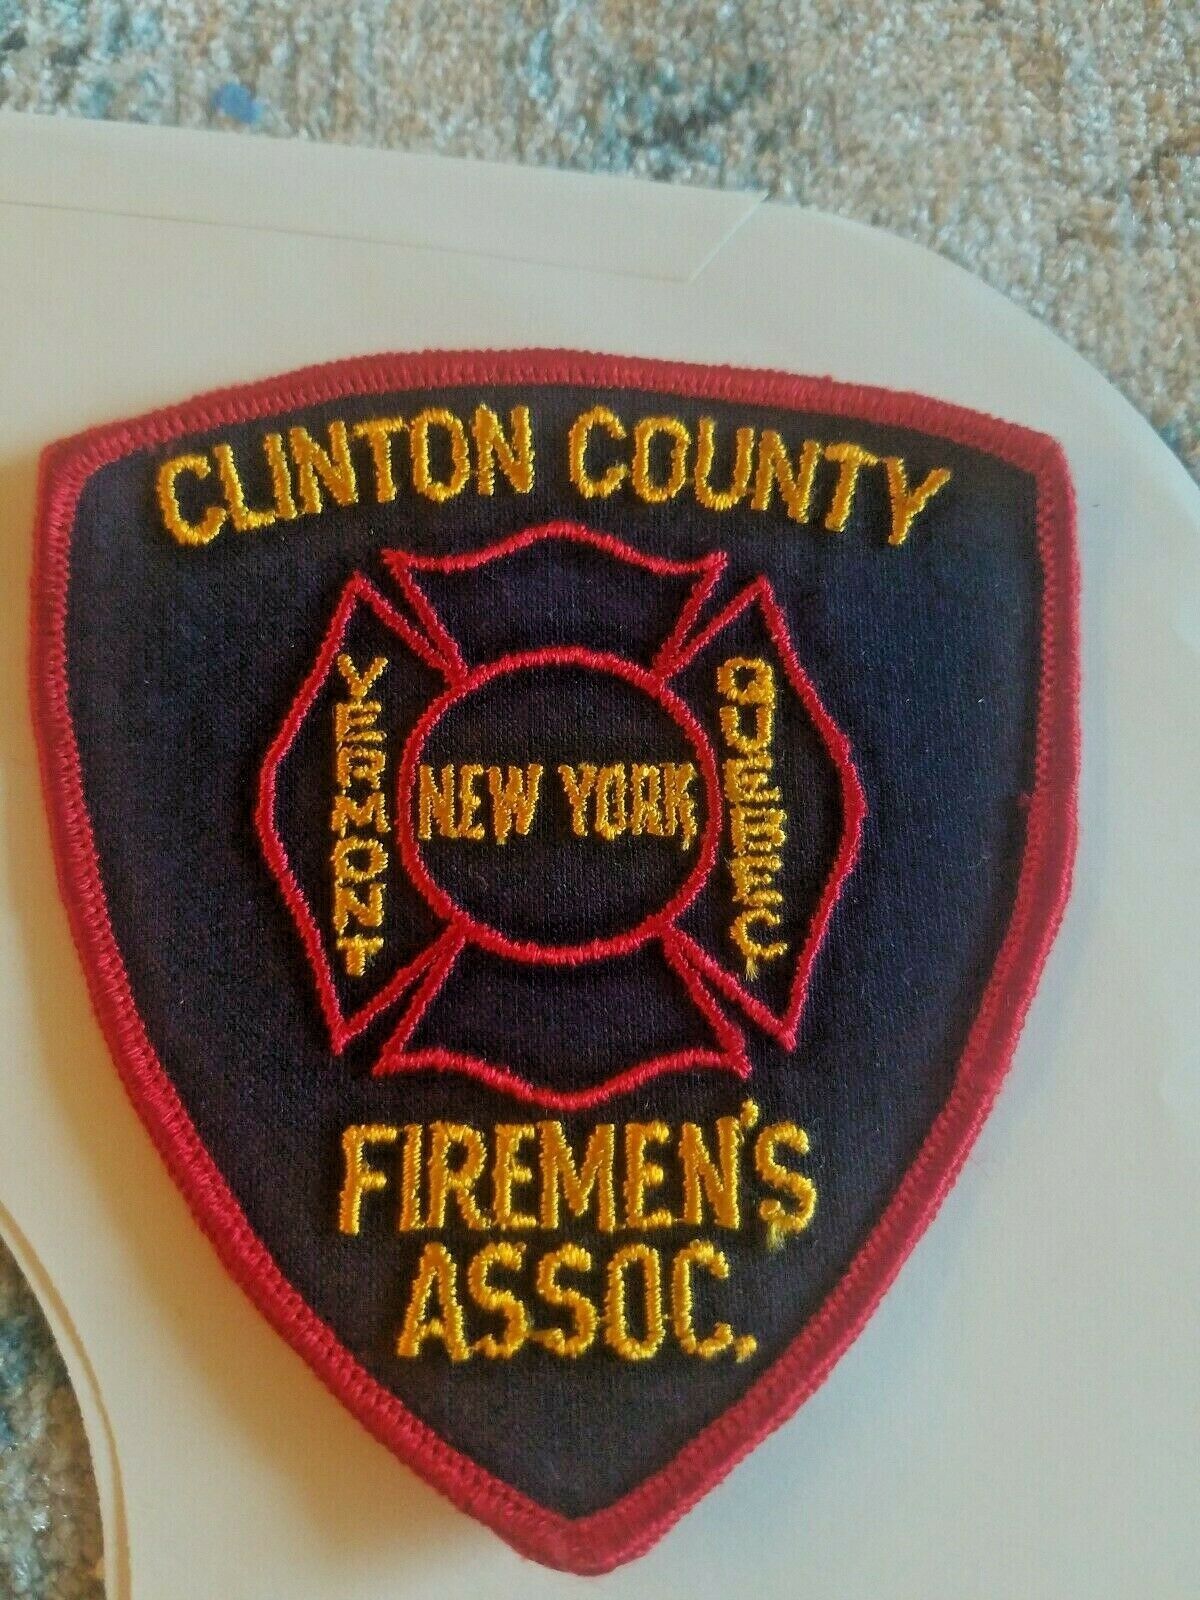 CLINTON COUNTY
VERMONT
NEW YORK
QUEBEC
FIREMEN'S
ASSOC.